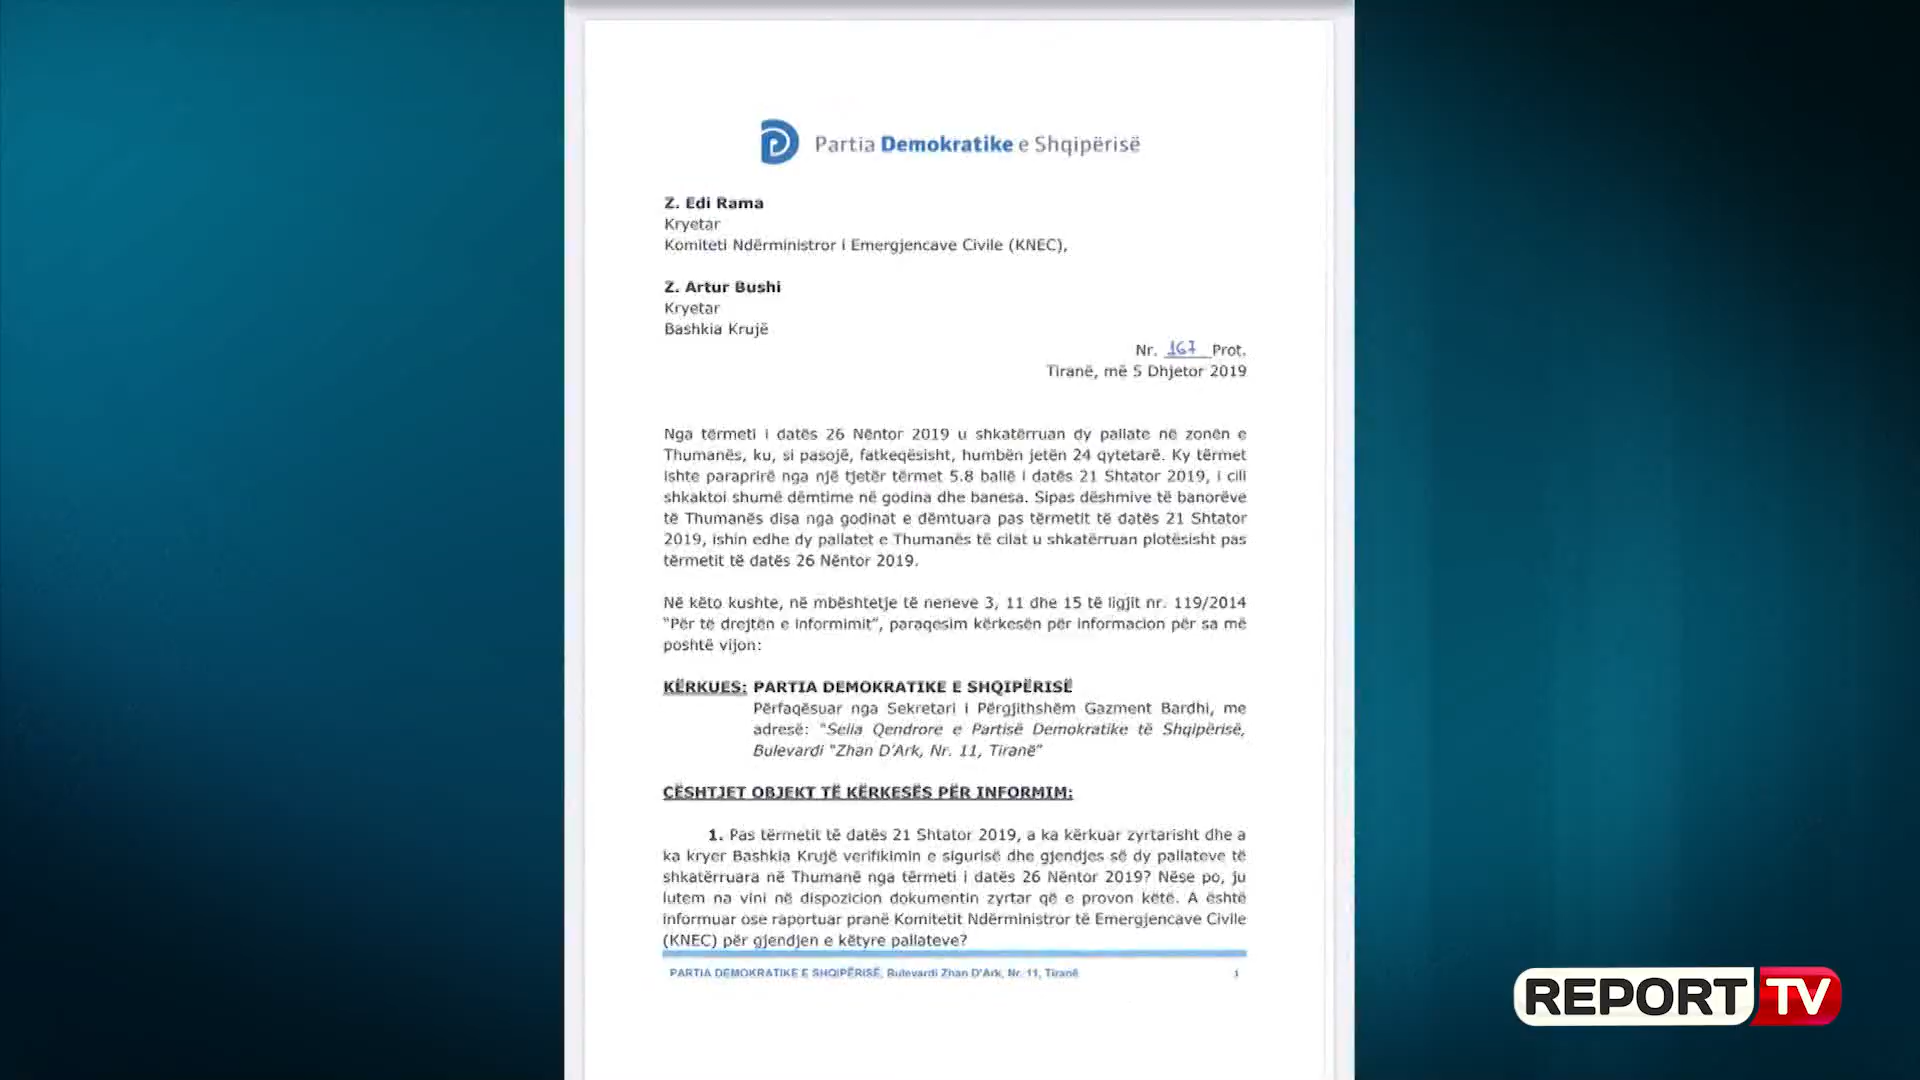 Partia Demokratike e Shqipërisë
Z. Edi Rama
Kryetar
Komiteti Ndërministror i Emergjencave Civile (KNEC),
Z. Artur Bushi
Kryetar
Bashkia Krujë
Nr. 167 Prot.
Tiranë, më 5 Dhjetor 2019
Nga tërmeti i datës 26 Nëntor 2019 u shkatërruan dy pallate në zonën e
Thumanës, ku, si pasojë, fatkeqësisht, humbën jetën 24 qytetarë. Ky tërmet
ishte paraprirë nga një tjetër tërmet 5.8 ballë i datës 21 Shtator 2019, i cili
shkaktoi shumë dëmtime në godina dhe banesa. Sipas dëshmive të banorëve
të Thumanës disa nga godinat e dëmtuara pas tërmetit të datës 21 Shtator
2019, ishin edhe dy pallatet e Thumanës të cilat u shkatërruan plotësisht pas
tërmetit të datës 26 Nëntor 2019.
Në këto kushte, në mbështetje të neneve 3, 11 dhe 15 të ligjit nr. 119/2014
“Për të drejtën e informimit”, paraqesim kërkesën për informacion për sa më
poshtë vijon:
KËRKUES: PARTIA DEMOKRATIKE E SHQIPËRISË
Përfaqësuar nga Sekretari i Përgjithshëm Gazment Bardhi, me
adresë: “Selia Qendrore e Partisë Demokratike të Shqipërisë,
Bulevardi “Zhan D’Ark, Nr. 11, Tiranë”
CËSHTJET OBJEKT TË KËRKESËS PËR INFORMIM:
1. Pas tërmetit të datës 21 Shtator 2019, a ka kërkuar zyrtarisht dhe a
ka kryer Bashkia Krujë verifikimin e sigurisë dhe gjendjes së dy pallateve të
shkatërruara në Thumanë nga tërmeti i datës 26 Nëntor 2019? Nëse po, ju
lutem na vini në dispozicion dokumentin zyrtar që e provon këtë. A është
informuar ose raportuar pranë Komitetit Ndërministror të Emergjencave Civile
(KNEC) për gjendjen e këtyre pallateve?
PARTIA DEMOKRATIKE E SHQIPËRISË, Bulevardi Zhan D'Ark, Nr. 11, Tiranë 1
REPORT TV